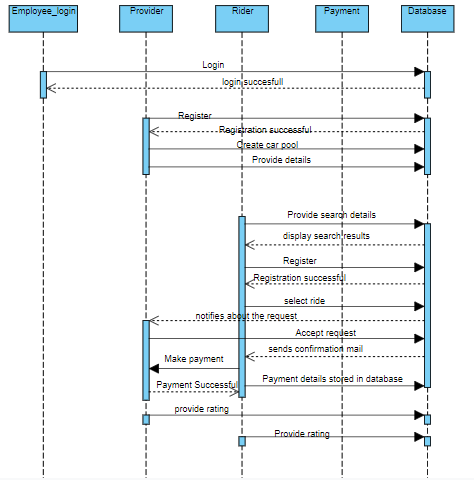 Employee_login
Provider
Rider
Payment
Database
Login
login succesfull
Register
Registration successful
Create car pool
Provide details
Provide search details
display search results
Register
Registration successful
select ride
notifies about the request
Accept request
sends confirmation mail
Make payment
Payment Successful
Payment details stored in database
provide rating
Provide rating